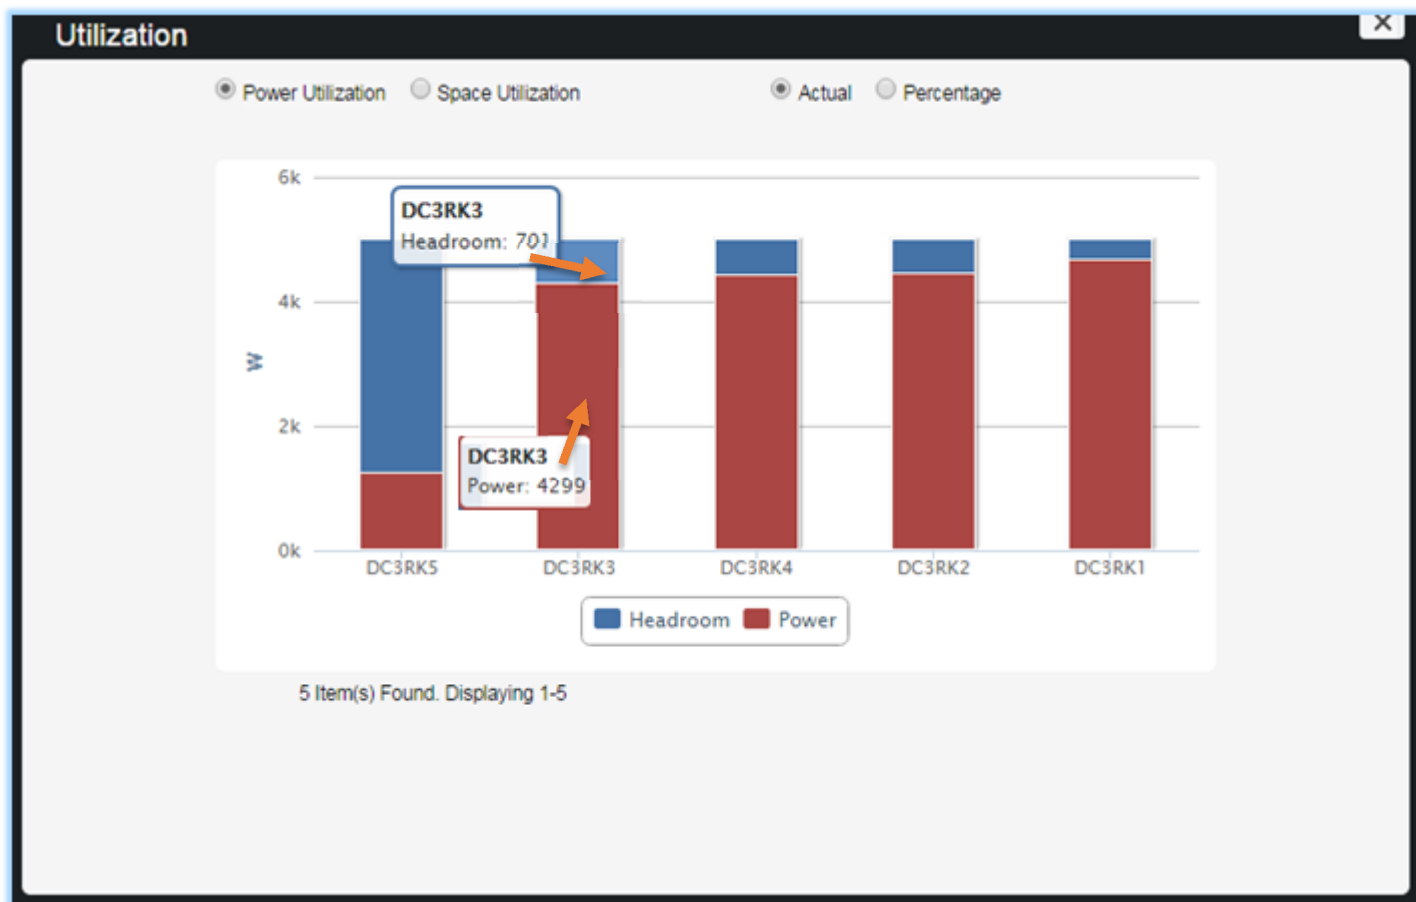 Utilization
Power Utilization Space Utilization Actual Percentage
6k
DC3RK3
Headroom: 701
4k
W
2k
DC3RK3
Power: 4299
0k
DC3RK5 DC3RK3 DC3RK4 DC3RK2 DC3RK1
Headroom Power
5 Item(s) Found. Displaying 1-5